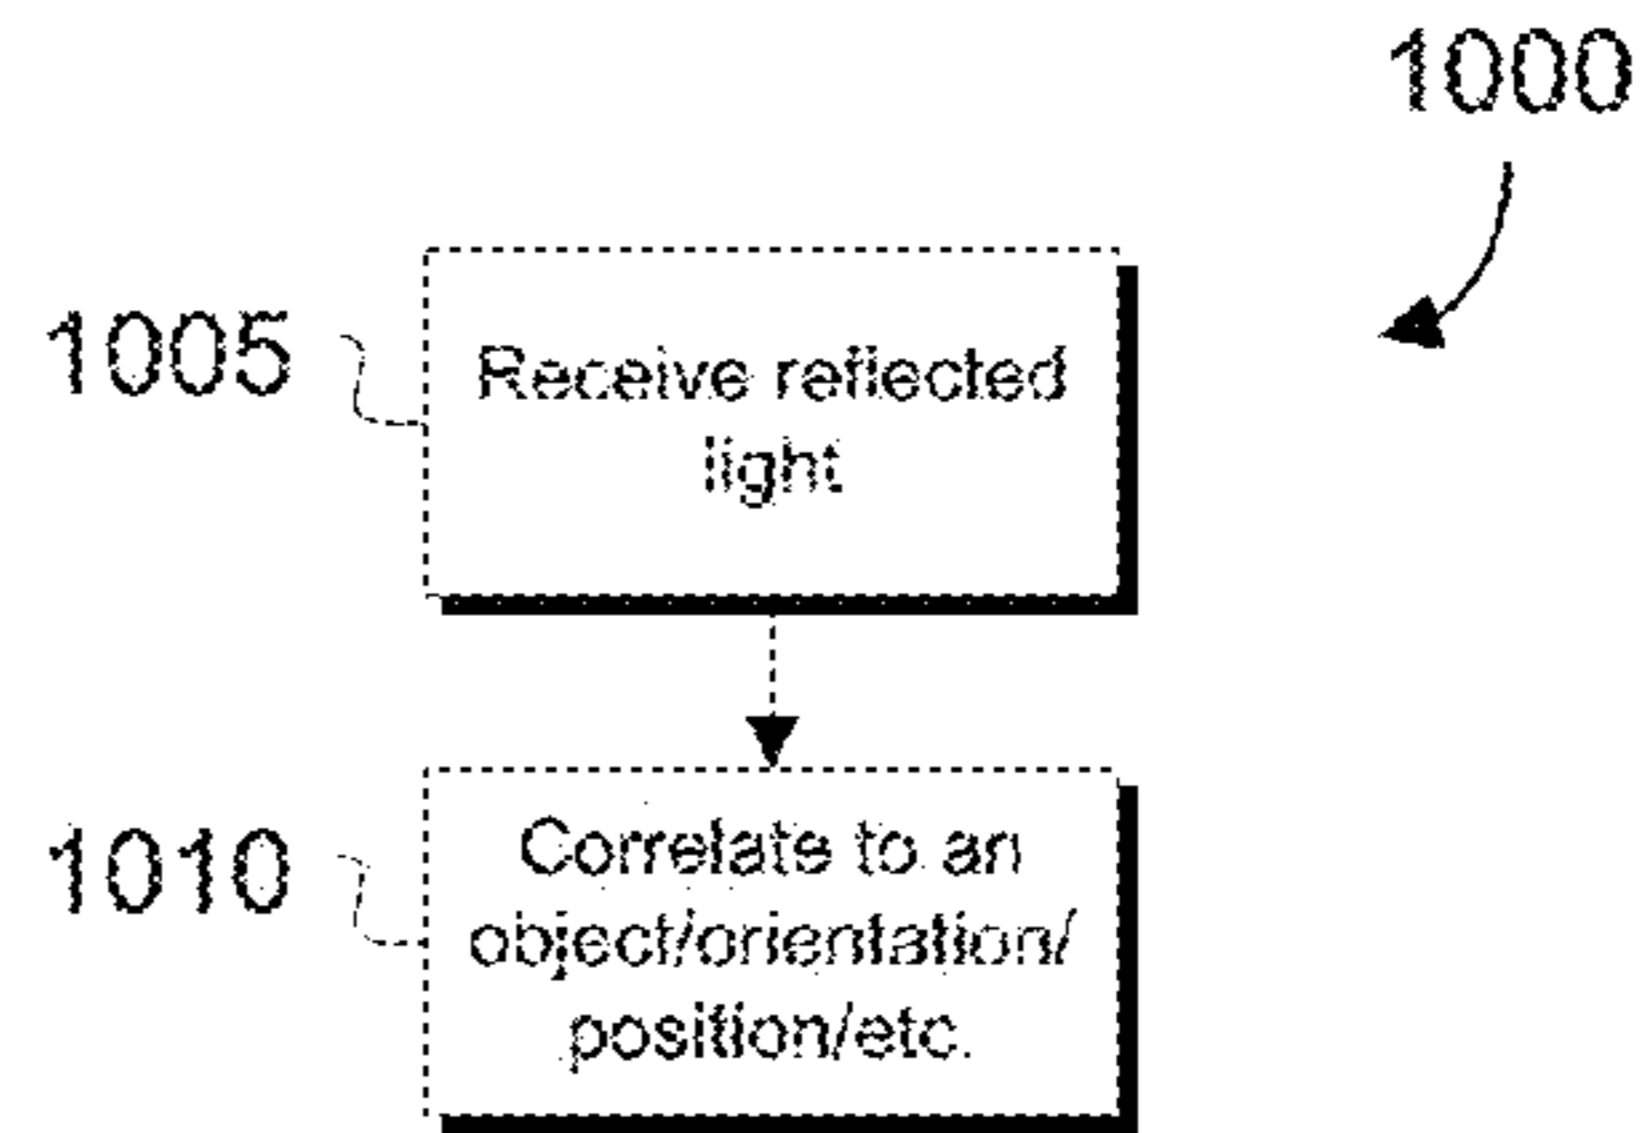 1000
1005
Receive reflected
light
1010
Correlate to an
object/orientation/
position/etc.